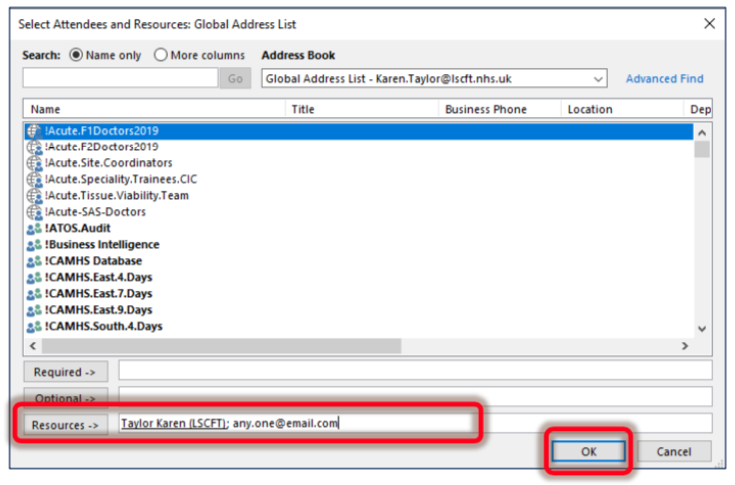 Select Attendees and Resources: Global Address List
Search: Name only More columns Address Book
Go Global Address List - Karen.Taylor@lscft.nhs.uk Advanced Find
Name Title Business Phone Location Dep
!Acute.F1Doctors2019
!Acute.F2Doctors2019
!Acute.Site.Coordinators
!Acute.Speciality.Trainees.CIC
!Acute.Tissue.Viability.Team
!Acute-SAS-Doctors
!ATOS.Audit
!Business Intelligence
!CAMHS Database
!CAMHS.East.4.Days
!CAMHS.East.7.Days
!CAMHS.East.9.Days
!CAMHS.South.4.Days
Required ->
Optional ->
Resources -> Taylor Karen (LSCFT); any.one@email.com
OK Cancel